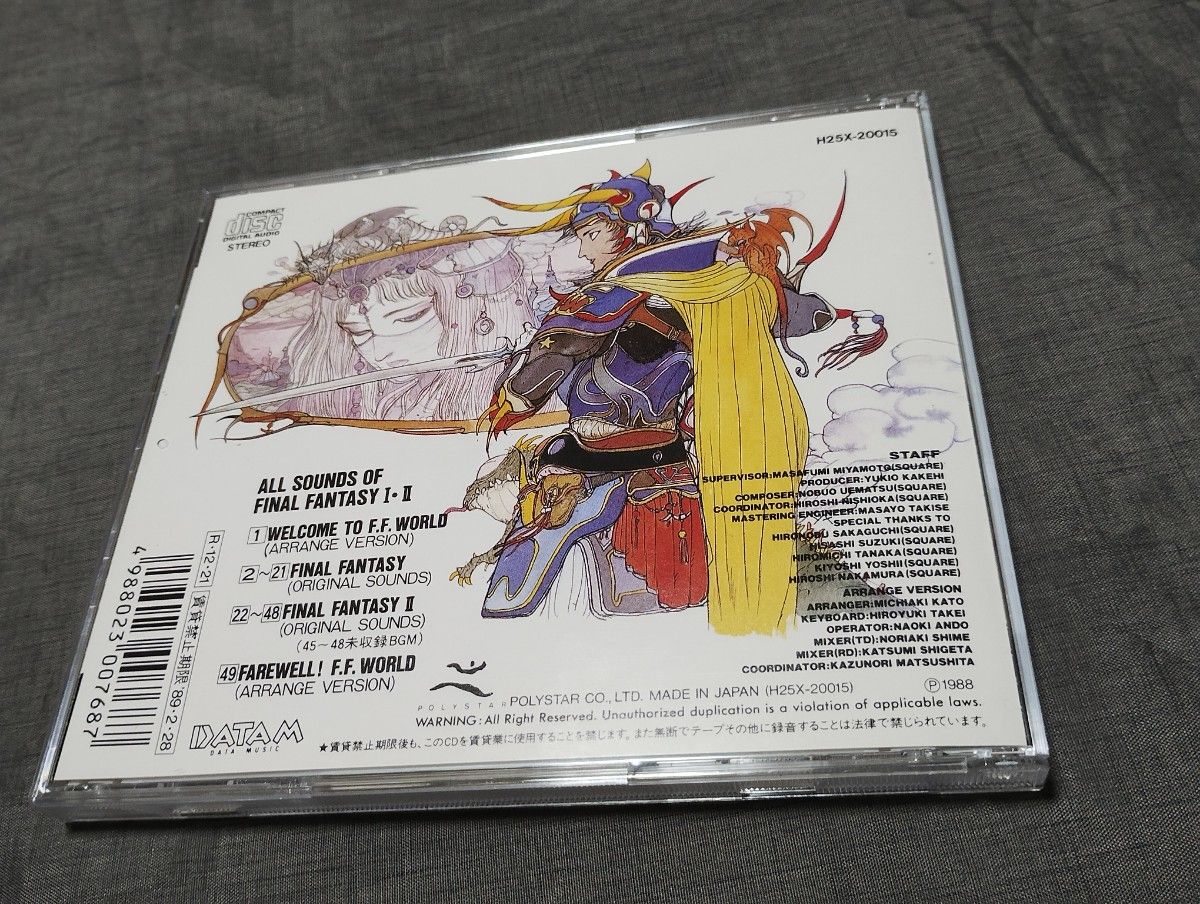 H25X-20015
COMPACT
disc
DIGITAL AUDIO
STEREO
ALL SOUNDS OF
FINAL FANTASY I・II
1 WELCOME TO F.F. WORLD
(ARRANGE VERSION)
2~21 FINAL FANTASY
(ORIGINAL SOUNDS)
22~48 FINAL FANTASY II
(ORIGINAL SOUNDS)
(45~48未収録BGM)
49 FAREWELL! F.F. WORLD
(ARRANGE VERSION)
STAFF
SUPERVISOR:MASAFUMI MIYAMOTO(SQUARE)
PRODUCER:YUKIO KAKEHI
COMPOSER:NOBUO UEMATSU(SQUARE)
COORDINATOR:HIROSHI NISHIOKA(SQUARE)
MASTERING ENGINEER:MASAYO TAKISE
SPECIAL THANKS TO
HIRONOBU SAKAGUCHI(SQUARE)
HISASHI SUZUKI(SQUARE)
HIROMICHI TANAKA(SQUARE)
KIYOSHI YOSHII(SQUARE)
HIROSHI NAKAMURA(SQUARE)
ARRANGE VERSION
ARRANGER:MICHIAKI KATO
KEYBOARD:HIROYUKI TAKEI
OPERATOR:NAOKI ANDO
MIXER(TD):NORIAKI SHIME
MIXER(RD):KATSUMI SHIGETA
COORDINATOR:KAZUNORI MATSUSHITA
R-12・21 賃貸禁止期限'89・2・28
4 988023 007687
DATAM
DATA MUSIC
POLYSTAR
POLYSTAR CO., LTD. MADE IN JAPAN (H25X-20015)
Ⓟ1988
WARNING: All Right Reserved. Unauthorized duplication is a violation of applicable laws.
★賃貸禁止期限後も、このCDを賃貸業に使用することを禁じます。また無断でテープその他に録音することは法律で禁じられています。